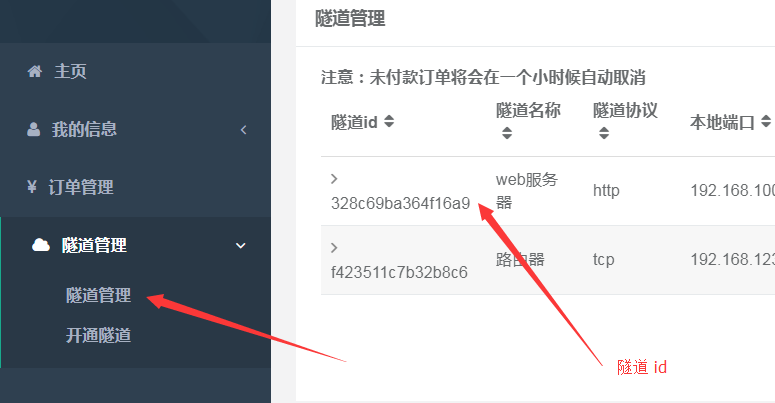 隧道管理
主页
我的信息
¥ 订单管理
隧道管理
隧道管理
开通隧道
注意：未付款订单将会在一个小时候自动取消
隧道id
隧道名称
隧道协议
本地端口
328c69ba364f16a9
web服务
器
http
192.168.100
f423511c7b32b8c6
路由器
tcp
192.168.123
隧道 id